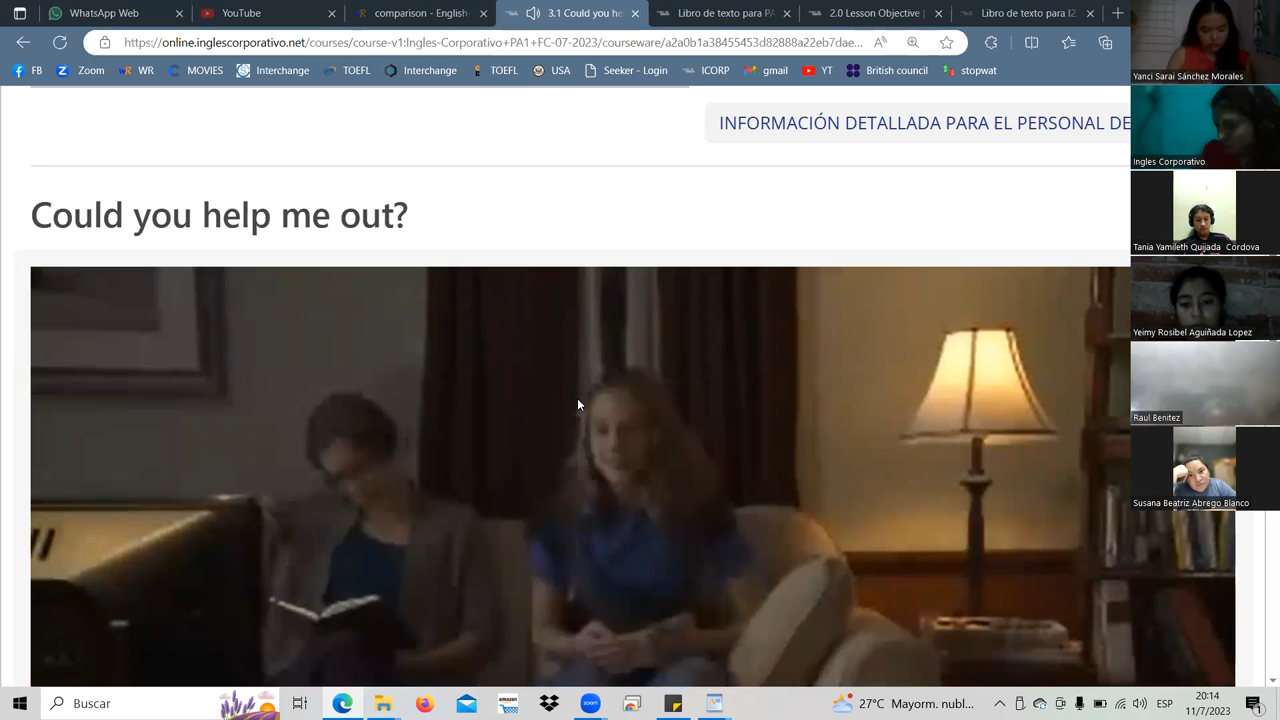 WhatsApp Web
YouTube
comparison - English-
3.1 Could you he
Libro de texto para PA
2.0 Lesson Objective |
Libro de texto para I2
https://online.inglescorporativo.net/courses/course-v1:Ingles-Corporativo+PA1+FC-07-2023/courseware/a2a0b1a38455453d82888a22eb7dae...
FB
Zoom
WR
MOVIES
Interchange
TOEFL
Interchange
TOEFL
USA
Seeker - Login
ICORP
gmail
YT
British council
stopwat
INFORMACIÓN DETALLADA PARA EL PERSONAL DE
Could you help me out?
Yanci Sarai Sánchez Morales
Ingles Corporativo
Tania Yamileth Quijada Córdova
Yeimy Rosibel Aguiñada Lopez
Raul Benitez
Susana Beatriz Abrego Blanco
Buscar
amazon
zoom
27°C Mayorm. nubl...
ESP
20:14
11/7/2023
1